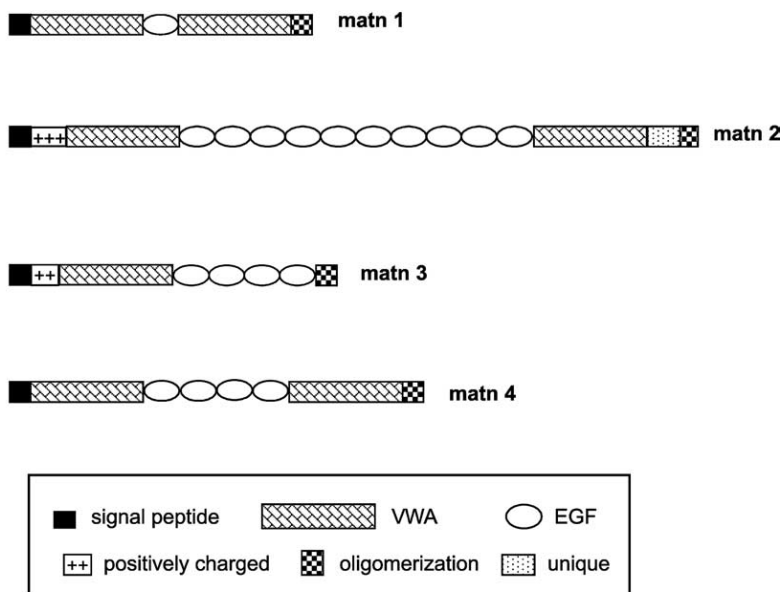 matn 1
+++
matn 2
++
matn 3
matn 4
signal peptide VWA EGF
++ positively charged oligomerization unique